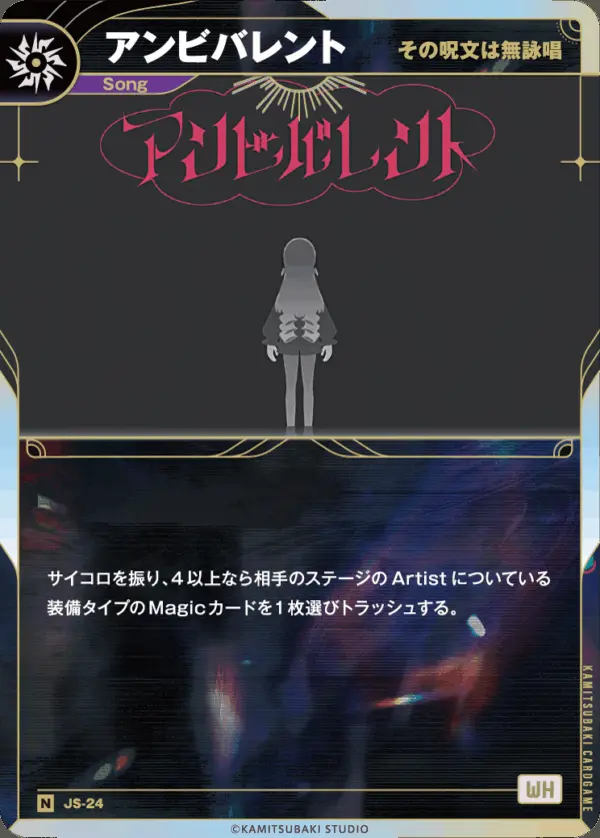 アンビバレント
その呪文は無詠唱
Song
アンビバレント
サイコロを振り、4以上なら相手のステージのArtistについている
装備タイプのMagicカードを1枚選びトラッシュする。
KAMITSUBAKI CARDGAME
N JS-24
WH
©KAMITSUBAKI STUDIO